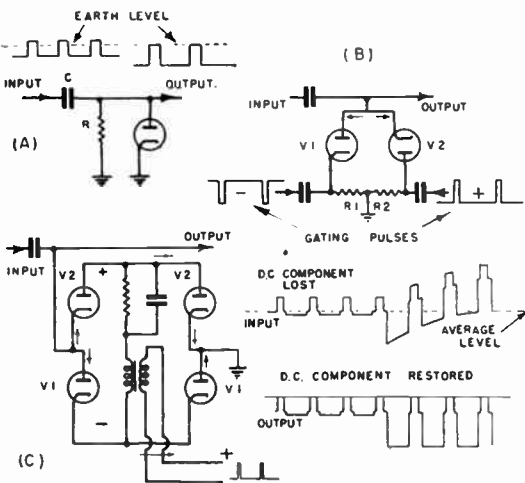 EARTH LEVEL
INPUT
C
OUTPUT.
R
(A)
(B)
INPUT
OUTPUT
V1
V2
R1
R2
-
+
GATING PULSES
INPUT
OUTPUT
V2
+
V2
V1
V1
-
+
(C)
D.C COMPONENT
LOST
INPUT
AVERAGE
LEVEL
D.C. COMPONENT RESTORED
OUTPUT